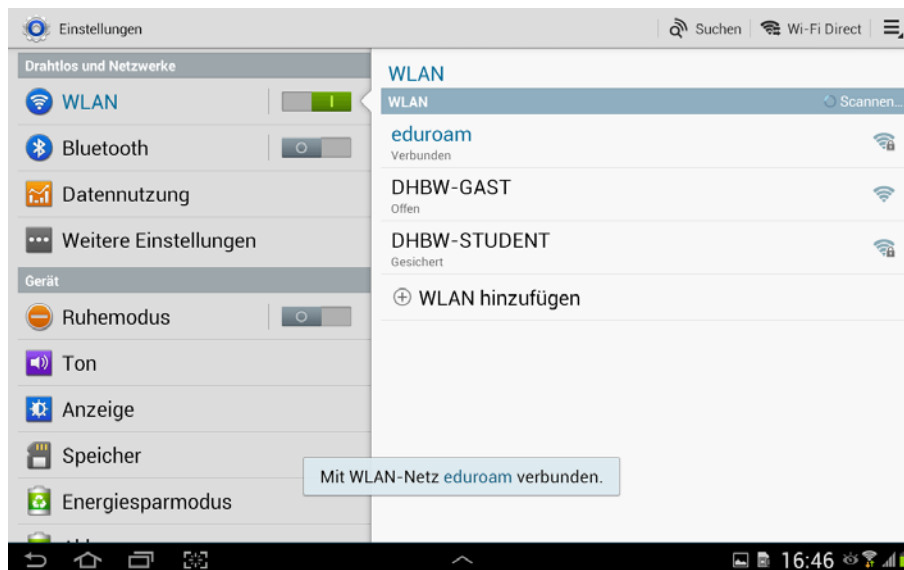 Einstellungen
Suchen
Wi-Fi Direct
Drahtlos und Netzwerke
WLAN
Bluetooth
Datennutzung
Weitere Einstellungen
Gerät
Ruhemodus
Ton
Anzeige
Speicher
Energiesparmodus
WLAN
WLAN
Scannen...
eduroam
Verbunden
DHBW-GAST
Offen
DHBW-STUDENT
Gesichert
WLAN hinzufügen
Mit WLAN-Netz eduroam verbunden.
16:46